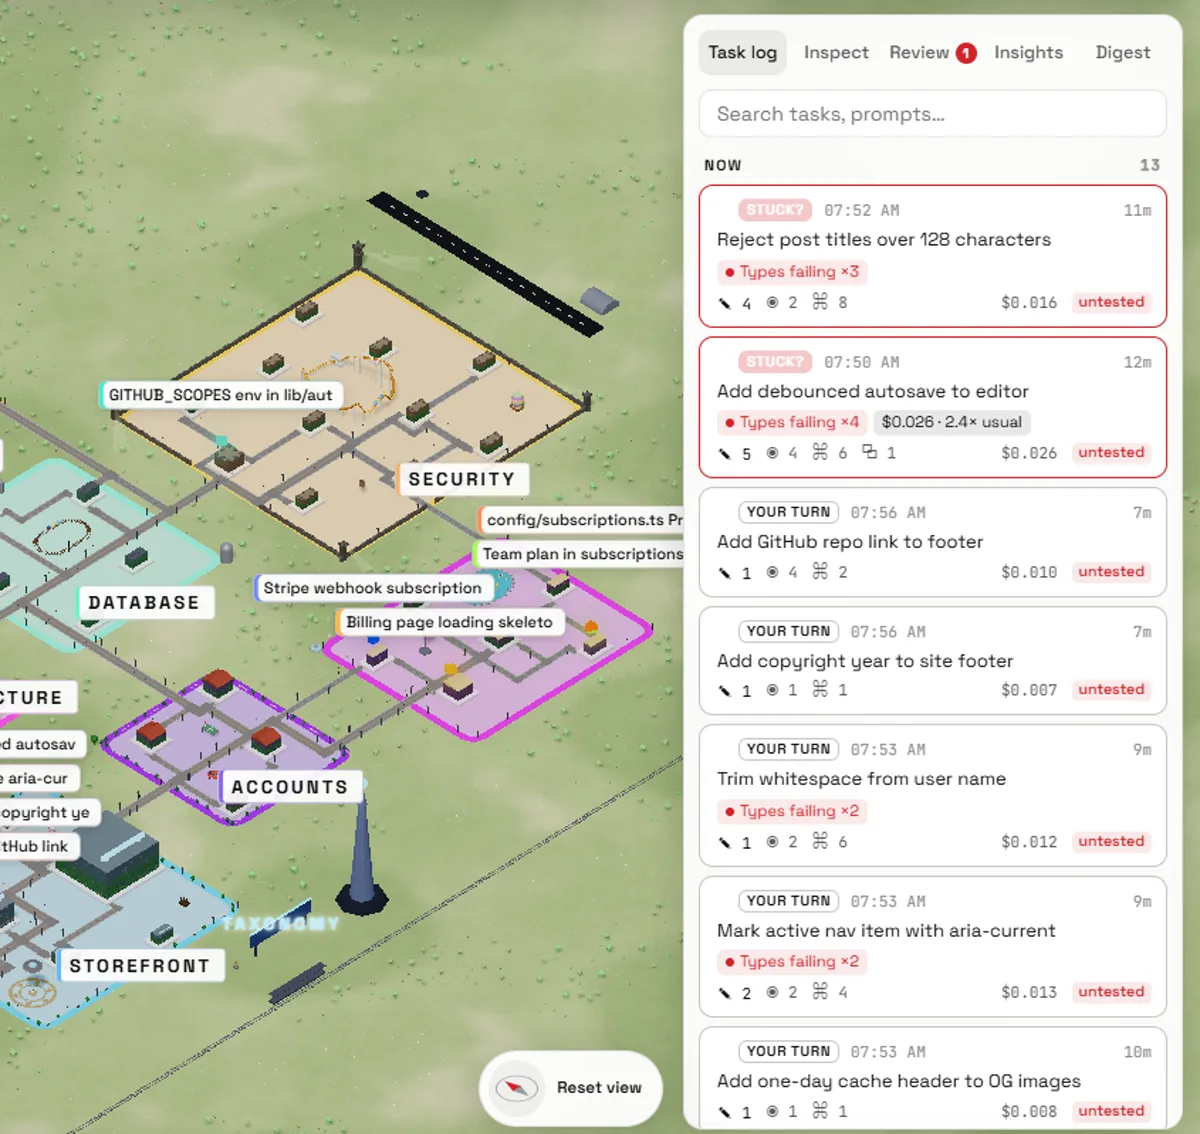 Task log
Inspect
Review 1
Insights
Digest
Search tasks, prompts…
NOW 13
STUCK? 07:52 AM 11m
Reject post titles over 128 characters
Types failing ×3
4 2 8 $0.016 untested
STUCK? 07:50 AM 12m
Add debounced autosave to editor
Types failing ×4 $0.026 · 2.4× usual
5 4 6 1 $0.026 untested
YOUR TURN 07:56 AM 7m
Add GitHub repo link to footer
1 4 2 $0.010 untested
YOUR TURN 07:56 AM 7m
Add copyright year to site footer
1 1 1 $0.007 untested
YOUR TURN 07:53 AM 9m
Trim whitespace from user name
Types failing ×2
1 2 6 $0.012 untested
YOUR TURN 07:53 AM 9m
Mark active nav item with aria-current
Types failing ×2
2 2 4 $0.013 untested
YOUR TURN 07:53 AM 10m
Add one-day cache header to OG images
1 1 1 $0.008 untested
GITHUB_SCOPES env in lib/aut
SECURITY
config/subscriptions.ts Pr
Team plan in subscriptions
Stripe webhook subscription
DATABASE
Billing page loading skeleto
CTURE
ed autosav
e aria-cur
ACCOUNTS
opyright ye
tHub link
TAXONOMY
STOREFRONT
Reset view